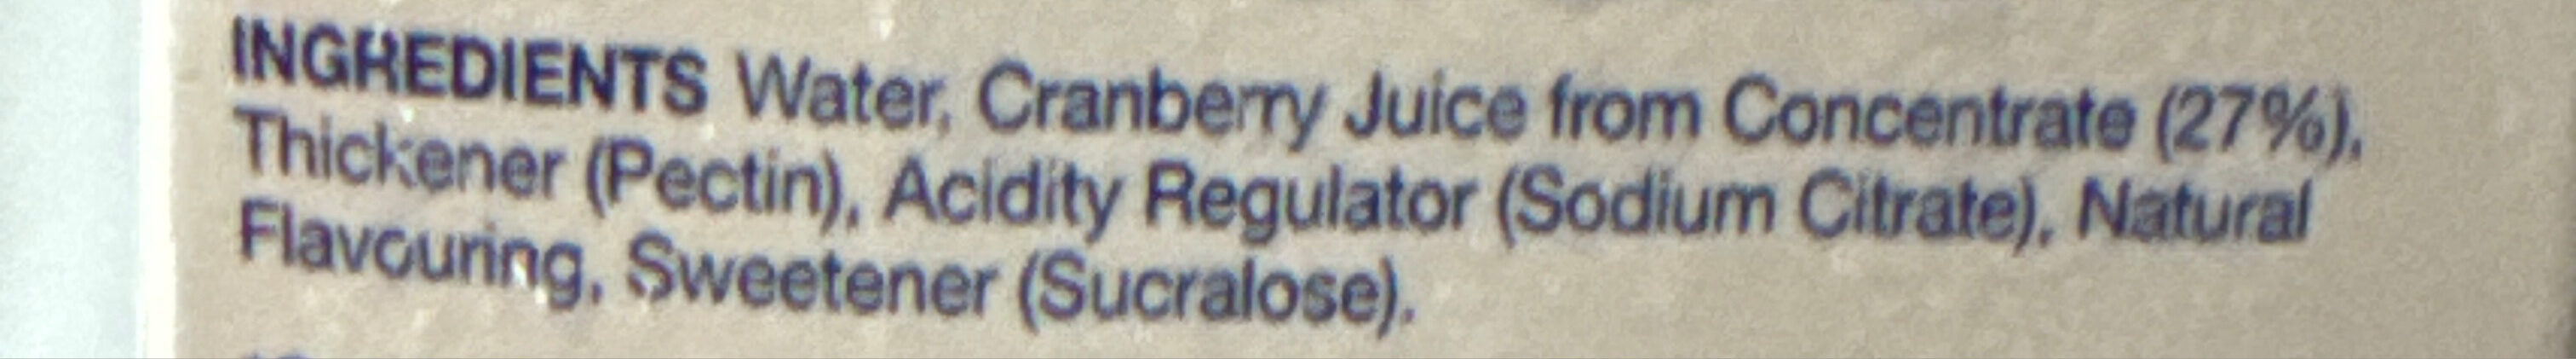 INGREDIENTS Water, Cranberry Juice from Concentrate (27%),
Thickener (Pectin), Acidity Regulator (Sodium Citrate), Natural
Flavouring, Sweetener (Sucralose).